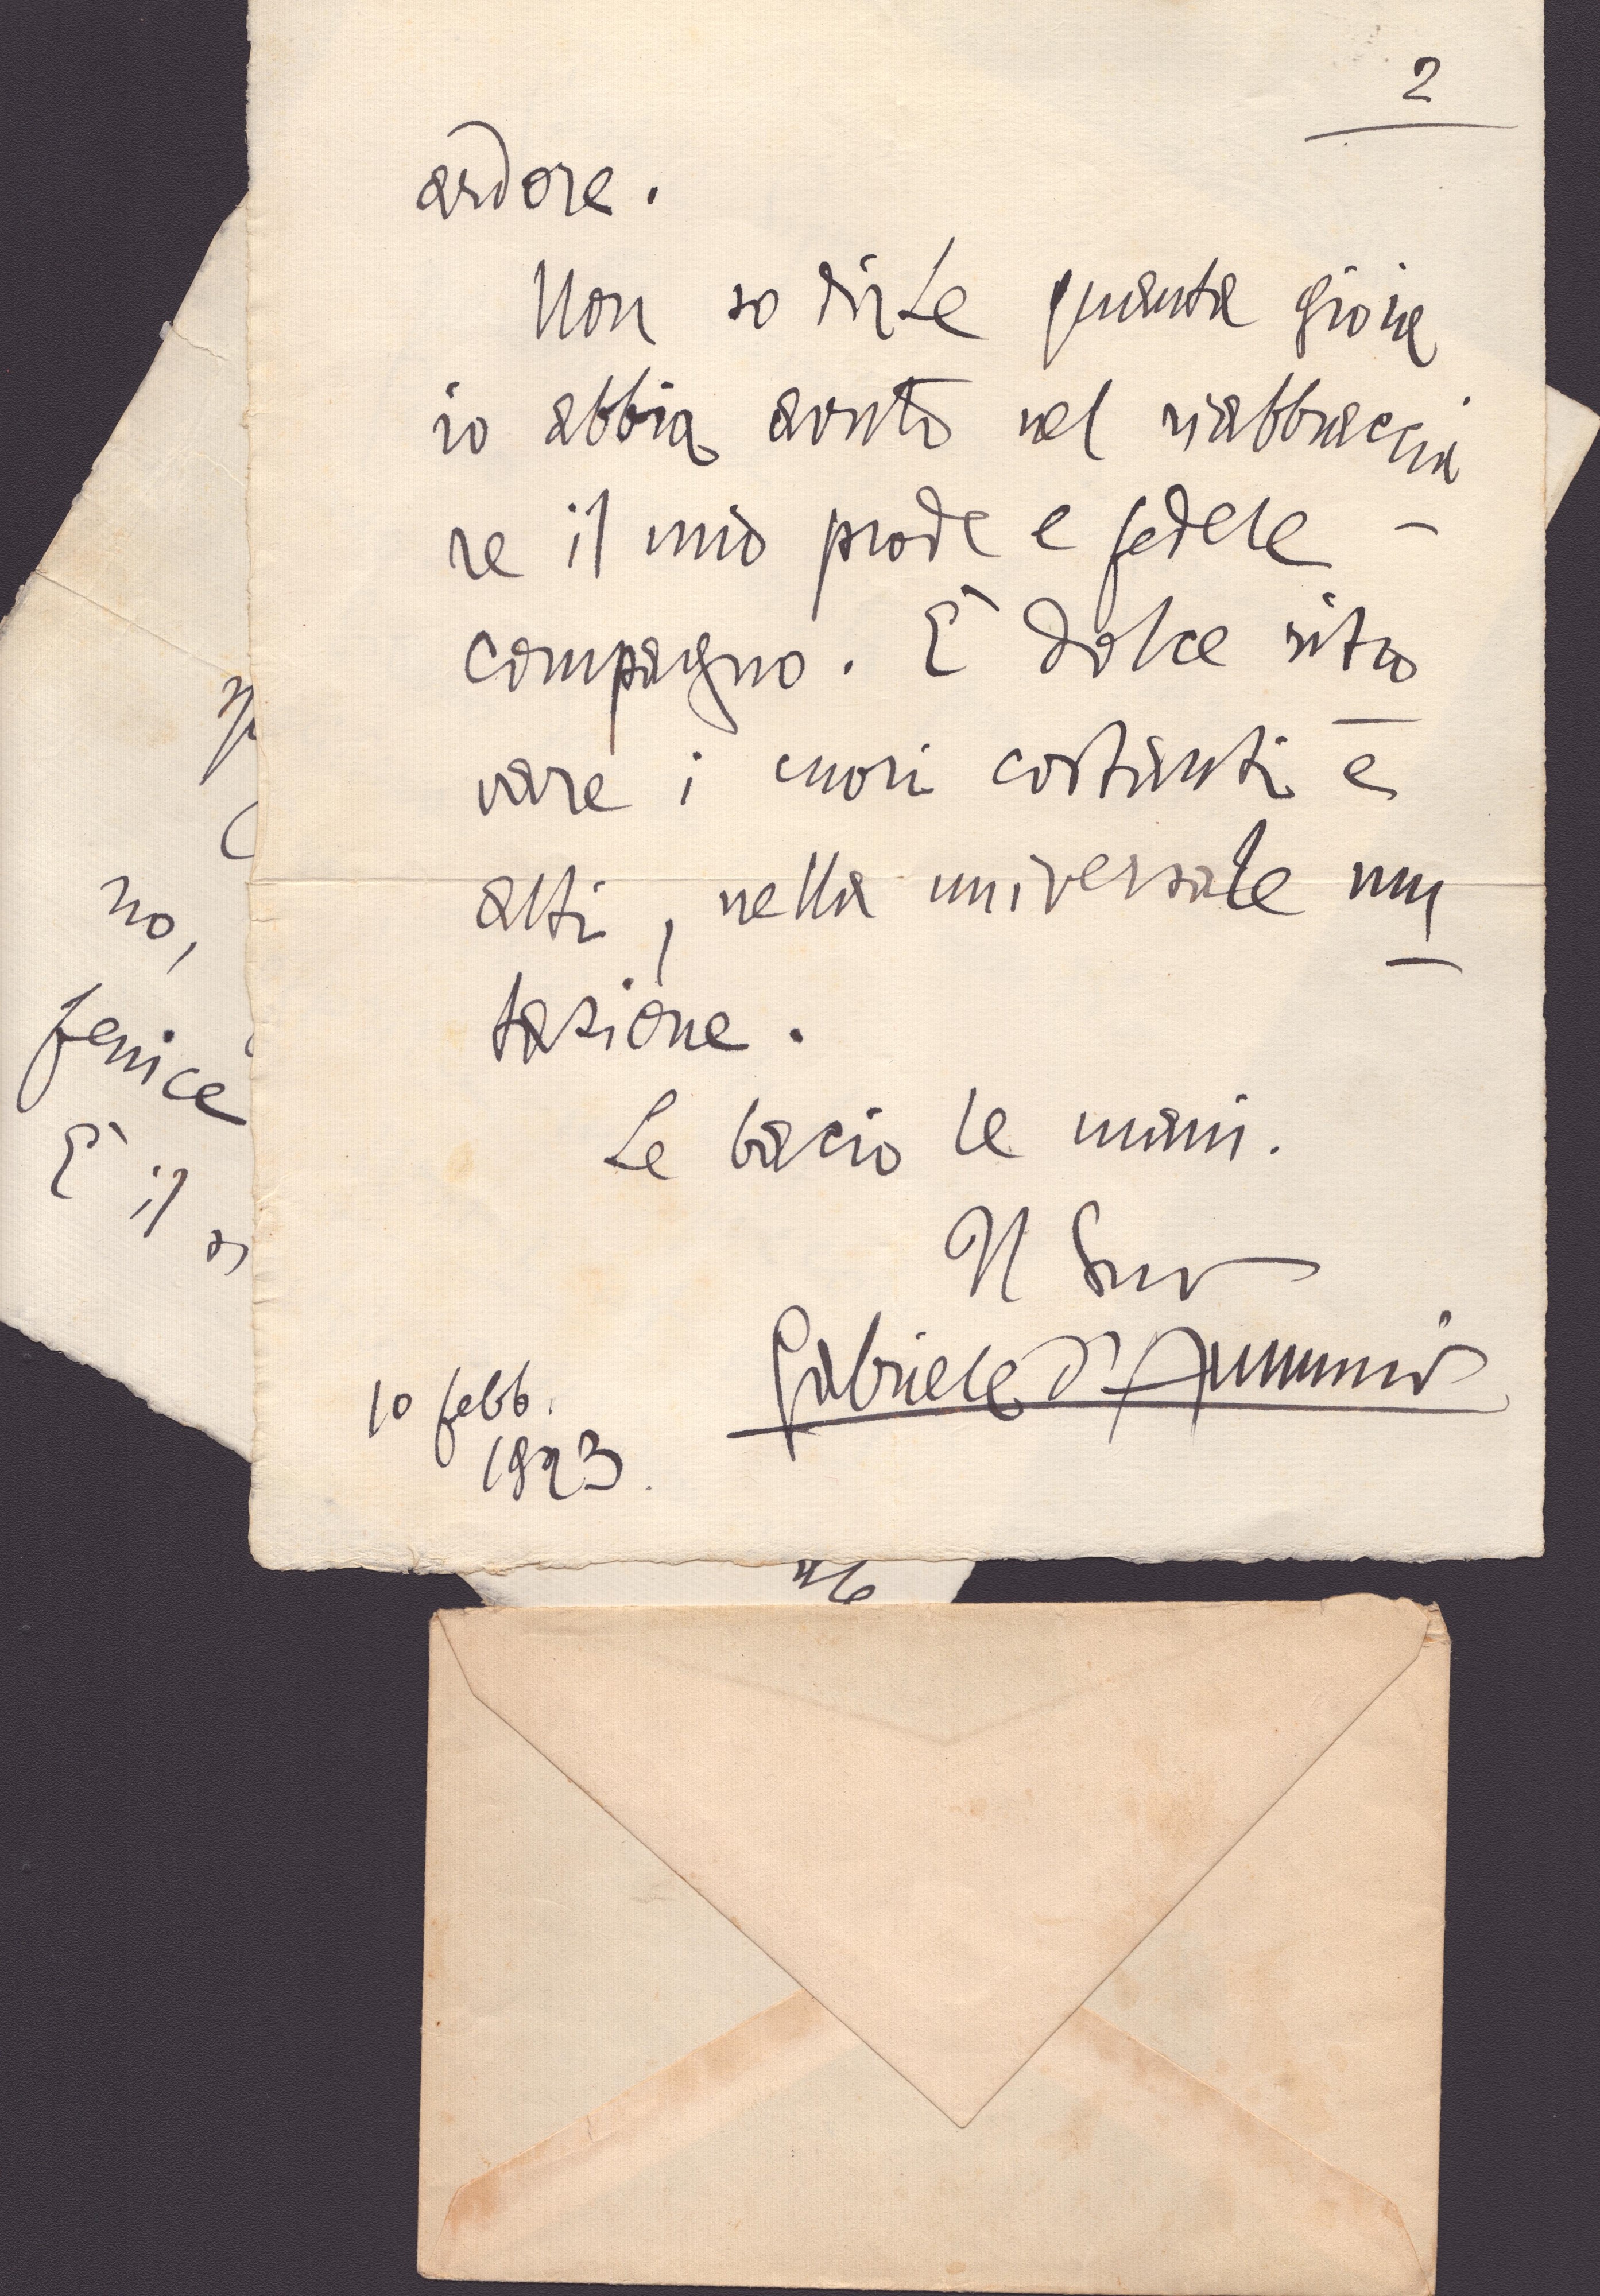 2
ardore.
Non so dirLe quanta gioia
io abbia avuto nel riabbraccia
re il mio prode e fedele -
compagno. È dolce ritro
vare i cuori costanti e
alti, nella universale mu
tazione.
Le bacio le mani.
Il Suo
Gabriele d'Annunzio
10 febb.
1923.
no,
fenice
È il